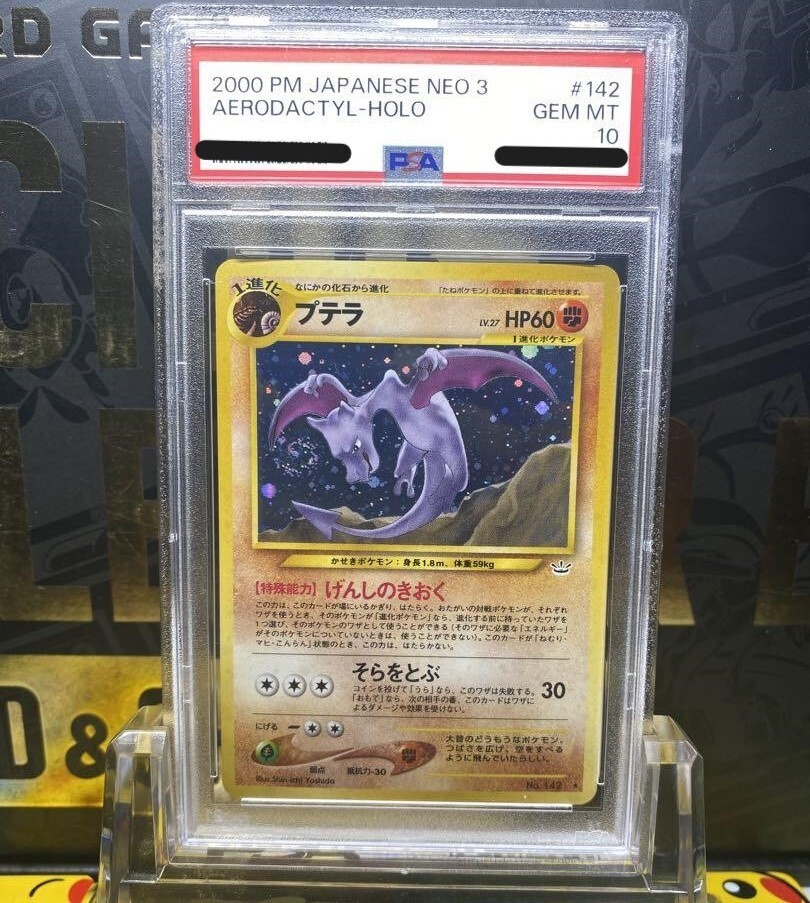 RD GA
2000 PM JAPANESE NEO 3 #142
AERODACTYL-HOLO GEM MT
10
PSA
1進化
なにかの化石から進化
「たねポケモン」の上に重ねて進化させます。
プテラ
LV.27 HP60
1進化ポケモン
かせきポケモン:身長1.8m、体重59kg
【特殊能力】げんしのきおく
この力は、このカードが場にいるかぎり、はたらく。おたがいの対戦ポケモンが、それぞれ
ワザを使うとき、そのポケモンが「進化ポケモン」なら、進化する前に持っていたワザを
1つ選び、そのポケモンのワザとして使うことができる(そのワザに必要な「エネルギー」
がそのポケモンについていないときは、使うことができない)。このカードが「ねむり・
マヒ・こんらん」状態のとき、この力は、はたらかない。
そらをとぶ
30
コインを投げて「うら」なら、このワザは失敗する。
「おもて」なら、次の相手の番、このカードはワザに
よるダメージや効果を受けない。
にげる
弱点
抵抗力-30
大昔のどうもうなポケモン。
つばさを広げ、空をすべる
ように飛んでいたらしい。
Illus. Shin-ichi Yoshida
No. 142 ★
D &